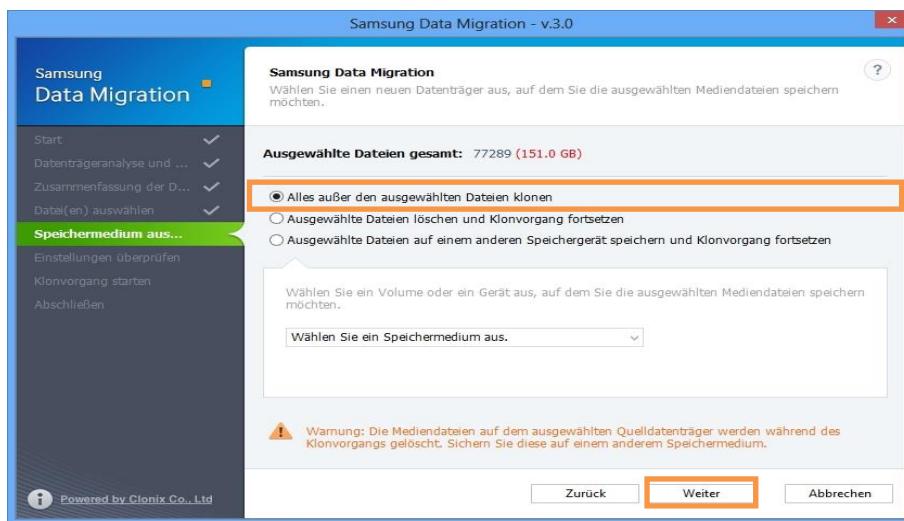 Samsung Data Migration - v.3.0
Samsung
Data Migration
Start
Datenträgeranalyse und ...
Zusammenfassung der D...
Datei(en) auswählen
Speichermedium aus...
Einstellungen überprüfen
Klonvorgang starten
Abschließen
Powered by Clonix Co., Ltd
Samsung Data Migration
?
Wählen Sie einen neuen Datenträger aus, auf dem Sie die ausgewählten Mediendateien speichern
möchten.
Ausgewählte Dateien gesamt: 77289 (151.0 GB)
Alles außer den ausgewählten Dateien klonen
Ausgewählte Dateien löschen und Klonvorgang fortsetzen
Ausgewählte Dateien auf einem anderen Speichergerät speichern und Klonvorgang fortsetzen
Wählen Sie ein Volume oder ein Gerät aus, auf dem Sie die ausgewählten Mediendateien speichern
möchten.
Wählen Sie ein Speichermedium aus.
Warnung: Die Mediendateien auf dem ausgewählten Quelldatenträger werden während des
Klonvorgangs gelöscht. Sichern Sie diese auf einem anderem Speichermedium.
Zurück
Weiter
Abbrechen